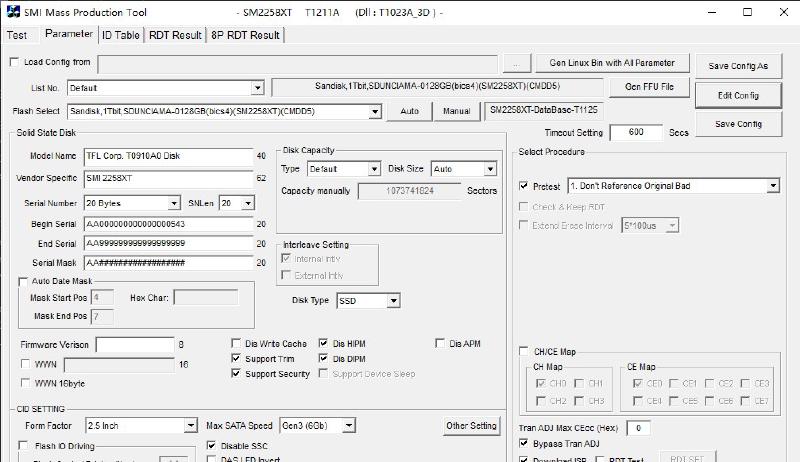 SMI Mass Production Tool - SM2258XT T1211A (Dll : T1023A_3D ) -
Test Parameter ID Table RDT Result 8P RDT Result
Load Config from ... Gen Linux Bin with All Parameter Save Config As
List No. Default Sandisk,1Tbit,SDUNCIAMA-0128GB(bics4)(SM2258XT)(CMDD5) Gen FFU File Edit Config
Flash Select Sandisk,1Tbit,SDUNCIAMA-0128GB(bics4)(SM2258XT)(CMDD5) Auto Manual SM2258XT-DataBase-T1125 Save Config
Timeout Setting 600 Secs
Solid State Disk
Model Name TFL Corp. T0910A0 Disk 40
Vendor Specific SMI 2258XT 62
Serial Number 20 Bytes SNLen 20
Begin Serial AA000000000000000543 20
End Serial AA999999999999999999 20
Serial Mask AA################## 20
Auto Date Mask
Mask Start Pos 4 Hex Char:
Mask End Pos 7
Firmware Verison 8
WWN 16
WWN 16byte
Disk Capacity
Type Default Disk Size Auto
Capacity manually 1073741824 Sectors
Interleave Setting
Internal Intlv
External Intlv
Disk Type SSD
Dis Write Cache Dis HIPM Dis APM
Support Trim Dis DIPM
Support Security Support Device Sleep
Select Procedure
Pretest 1. Don't Reference Original Bad
Check & Keep RDT
Extend Erase Interval 5*100us
CH/CE Map
CH Map
CH0 CH1
CH2 CH3
CE Map
CE0 CE1 CE2 CE3
CE4 CE5 CE6 CE7
CID SETTING
Form Factor 2.5 Inch Max SATA Speed Gen3 (6Gb) Other Setting
Flash IO Driving Disable SSC
DAS LED Invert
Tran ADJ Max CEcc (Hex) 0
Bypass Tran ADJ
Download ISP RDT Test RDT SET